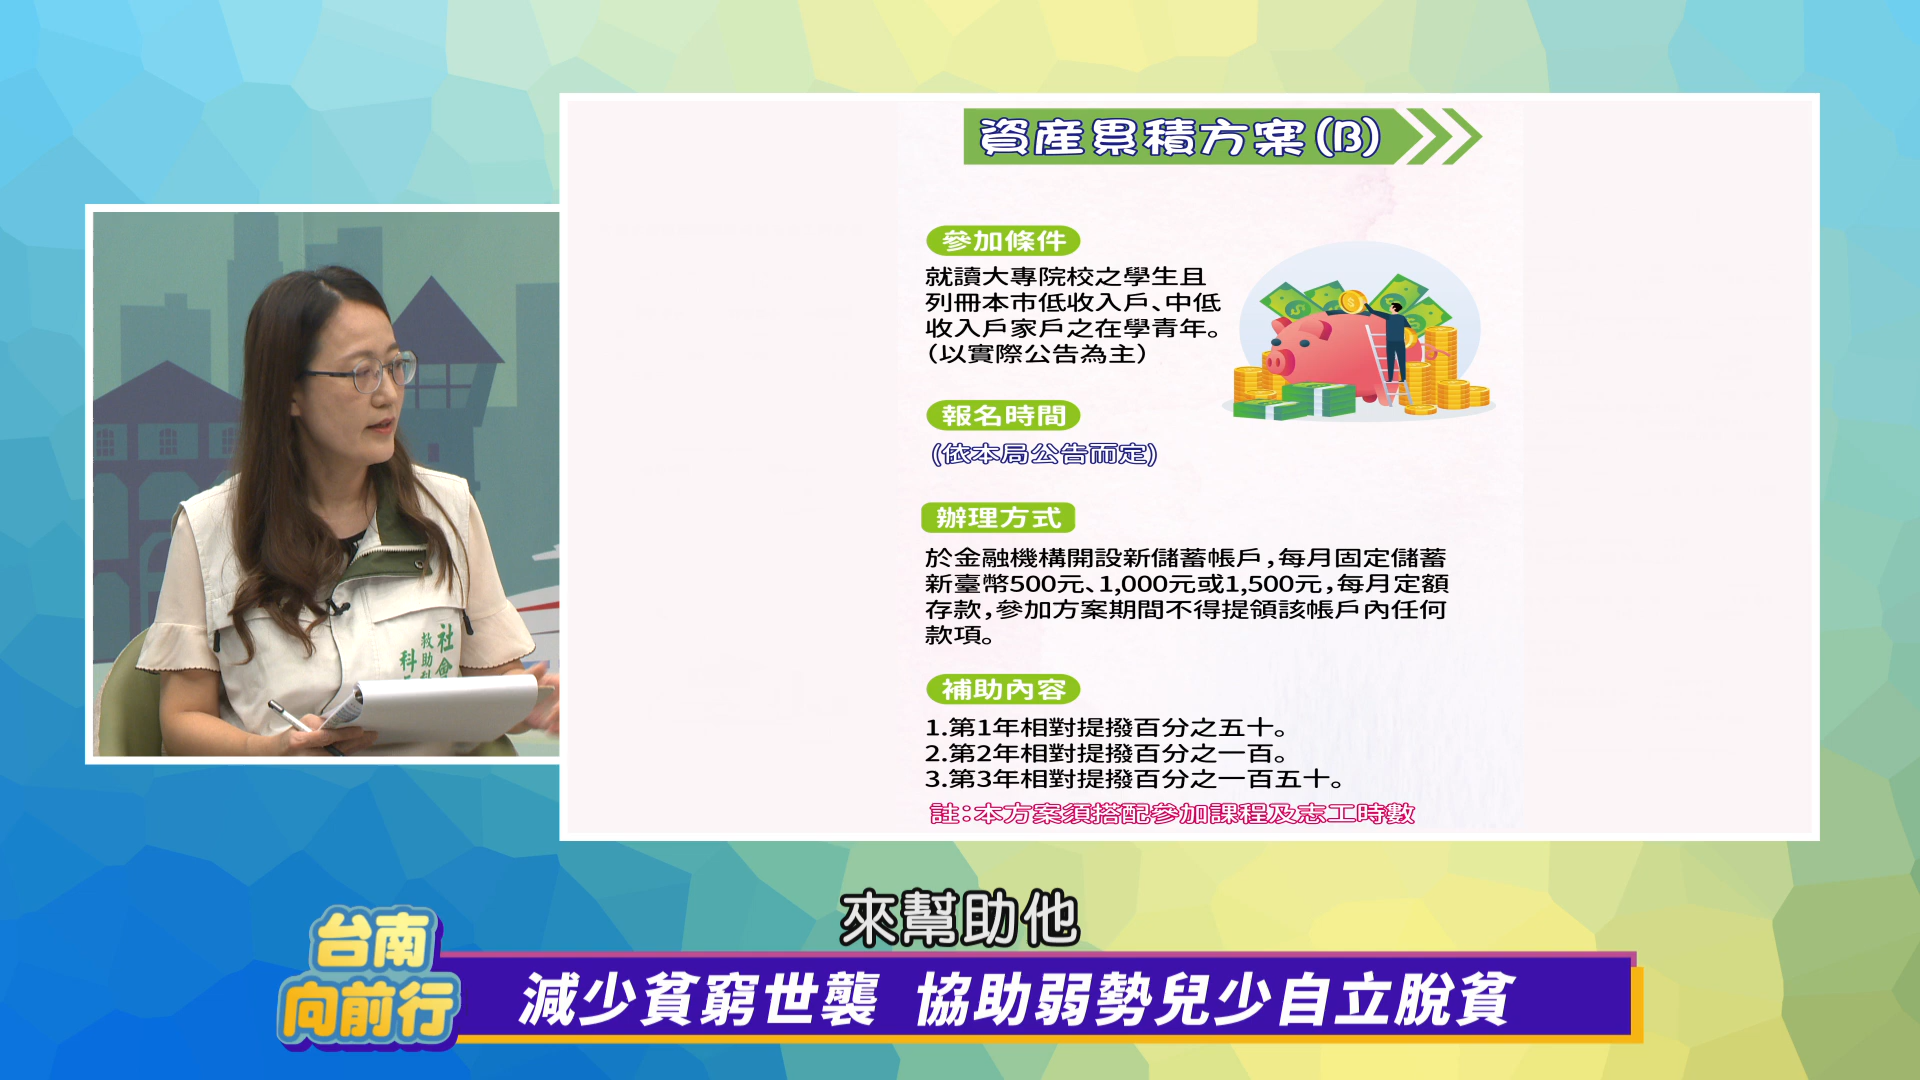 資產累積方案(B)
參加條件
就讀大專院校之學生且
列冊本市低收入戶、中低
收入戶家戶之在學青年。
(以實際公告為主)
報名時間
(依本局公告而定)
辦理方式
於金融機構開設新儲蓄帳戶,每月固定儲蓄
新臺幣500元、1,000元或1,500元,每月定額
存款,參加方案期間不得提領該帳戶內任何
款項。
補助內容
1.第1年相對提撥百分之五十。
2.第2年相對提撥百分之一百。
3.第3年相對提撥百分之一百五十。
註:本方案須搭配參加課程及志工時數
社會
救助科
科
來幫助他
台南
向前行
減少貧窮世襲 協助弱勢兒少自立脫貧